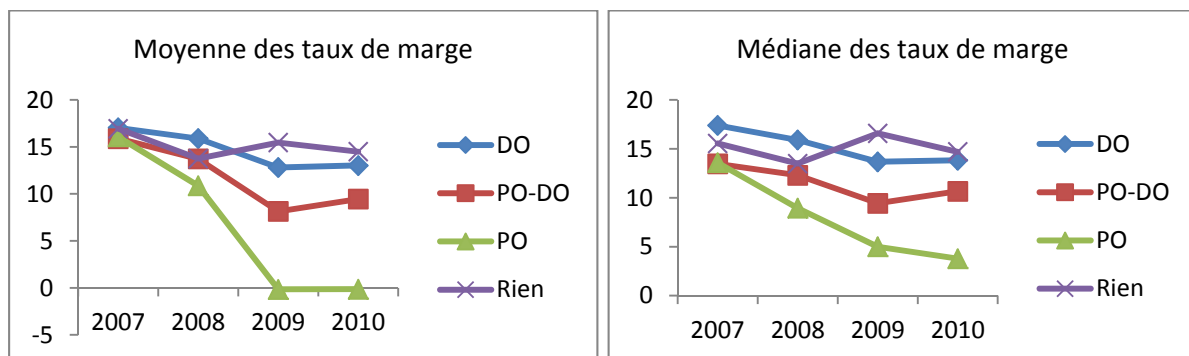 Moyenne des taux de marge
20
15
10
5
0
-5
2007 2008 2009 2010
DO
PO-DO
PO
Rien
Médiane des taux de marge
20
15
10
5
0
2007 2008 2009 2010
DO
PO-DO
PO
Rien